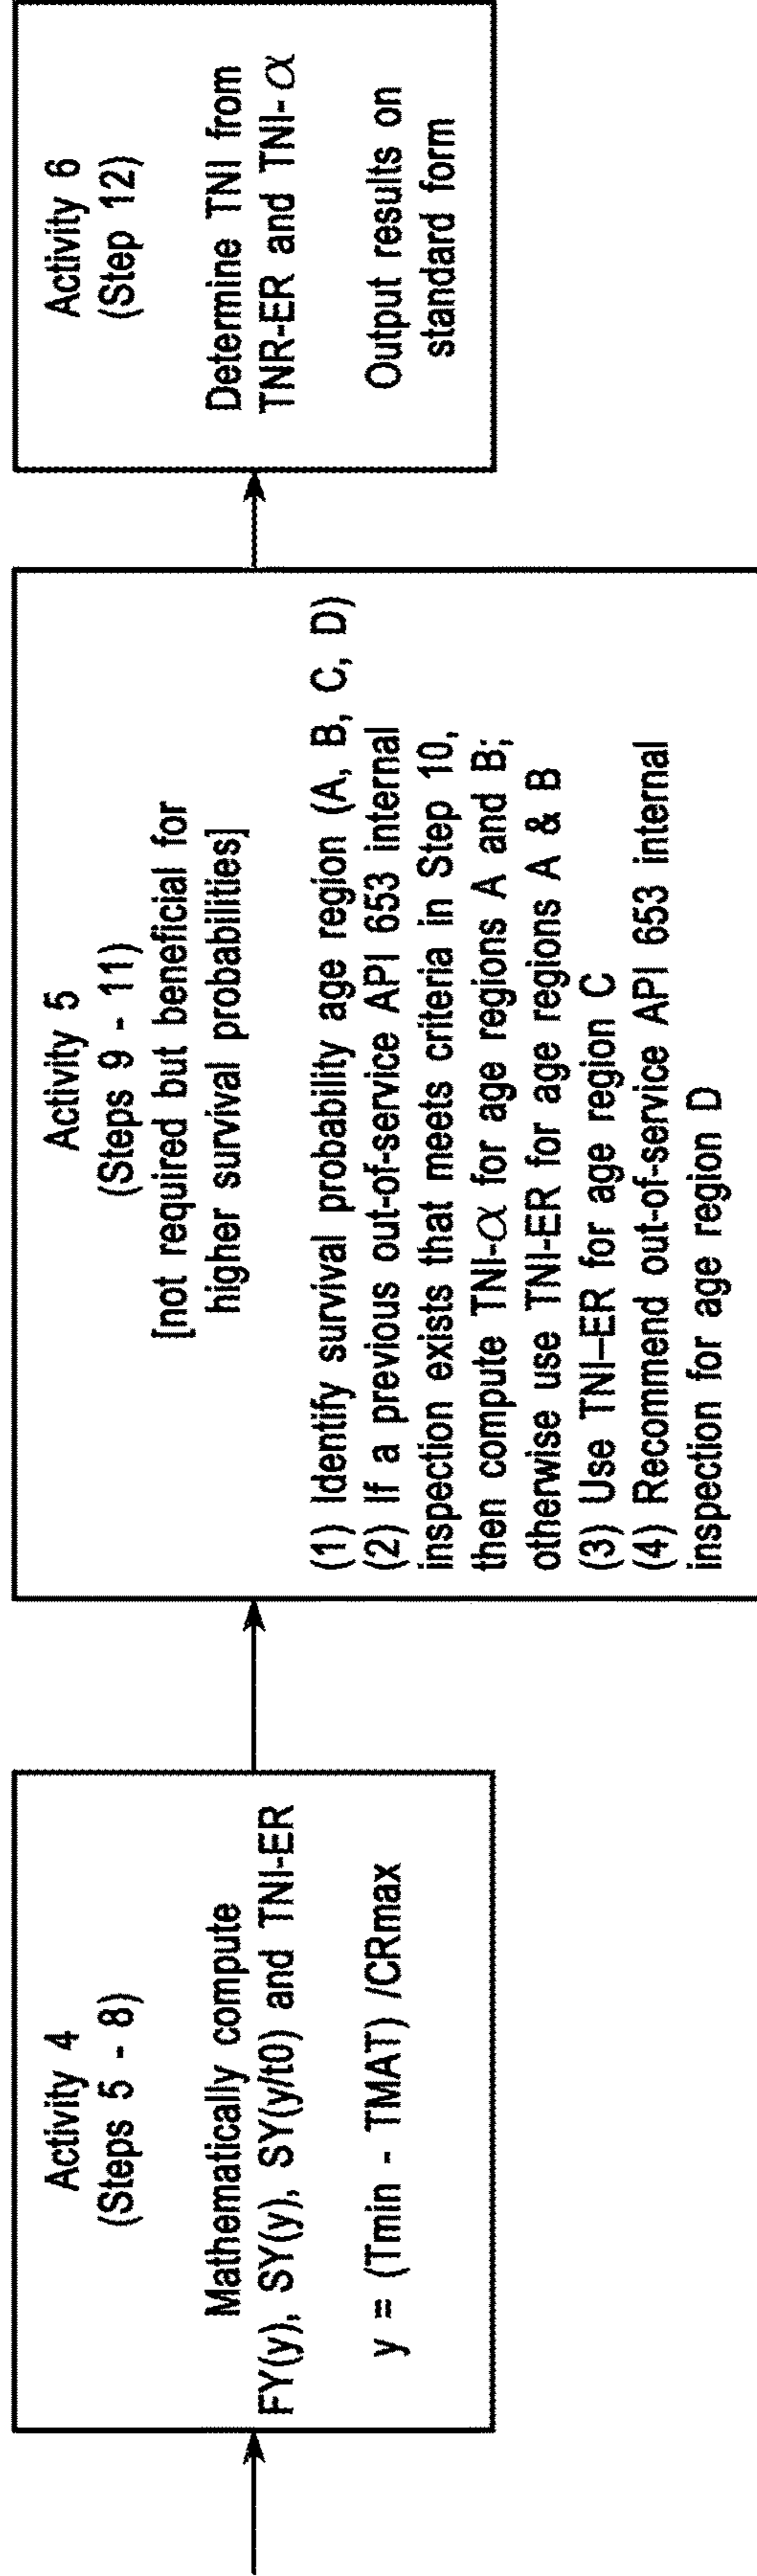 Activity 4
(Steps 5 - 8)
Mathematically compute
FY(y), SY(y), SY(y/t0) and TNI-ER
y = (Tmin - TMAT) /CRmax
Activity 5
(Steps 9 - 11)
[not required but beneficial for
higher survival probabilities]
(1) Identify survival probability age region (A, B, C, D)
(2) If a previous out-of-service API 653 internal
inspection exists that meets criteria in Step 10,
then compute TNI-α for age regions A and B;
otherwise use TNI-ER for age regions A & B
(3) Use TNI–ER for age region C
(4) Recommend out-of-service API 653 internal
inspection for age region D
Activity 6
(Step 12)
Determine TNI from
TNR-ER and TNI-α
Output results on
standard form